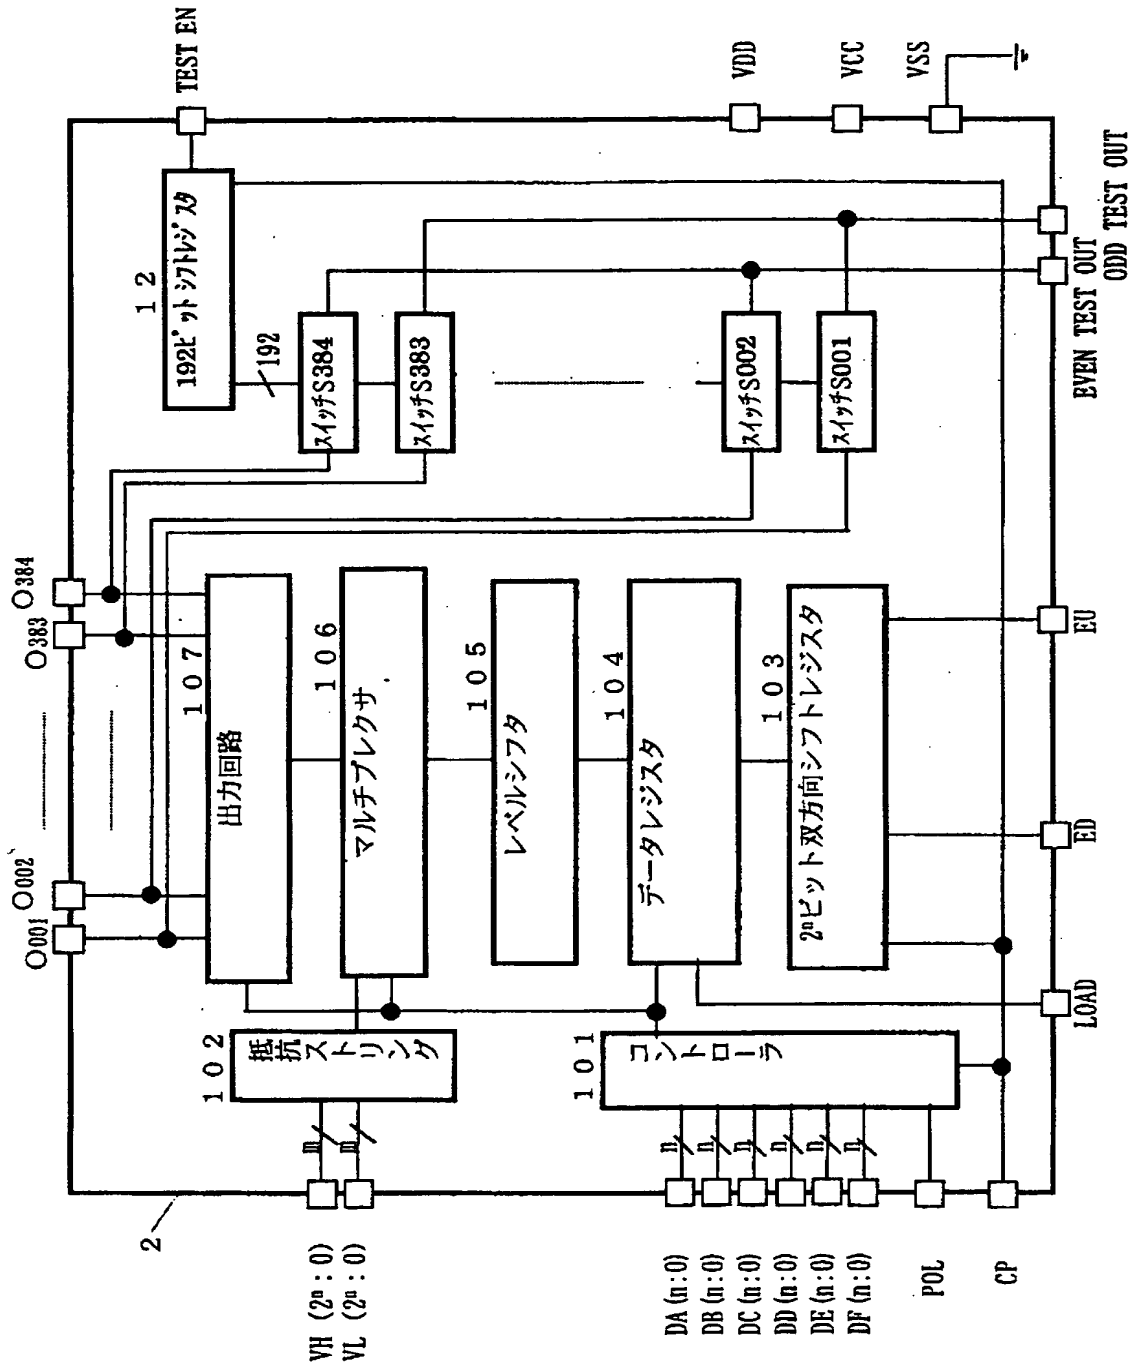 2
VH (2ⁿ:0)
VL (2ⁿ:0)
DA(n:0)
DB(n:0)
DC(n:0)
DD(n:0)
DE(n:0)
DF(n:0)
POL
CP
m
m
n
n
n
n
n
n
102
抵抗ストリング
101
コントローラ
O001
O002
O383
O384
107
出力回路
106
マルチプレクサ
105
レベルシフタ
104
データレジスタ
103
2ⁿビット双方向シフトレジスタ
LOAD
ED
EU
12
192ビットシフトレジスタ
192
スイッチS384
スイッチS383
スイッチS002
スイッチS001
EVEN TEST OUT
ODD TEST OUT
TEST EN
VDD
VCC
VSS